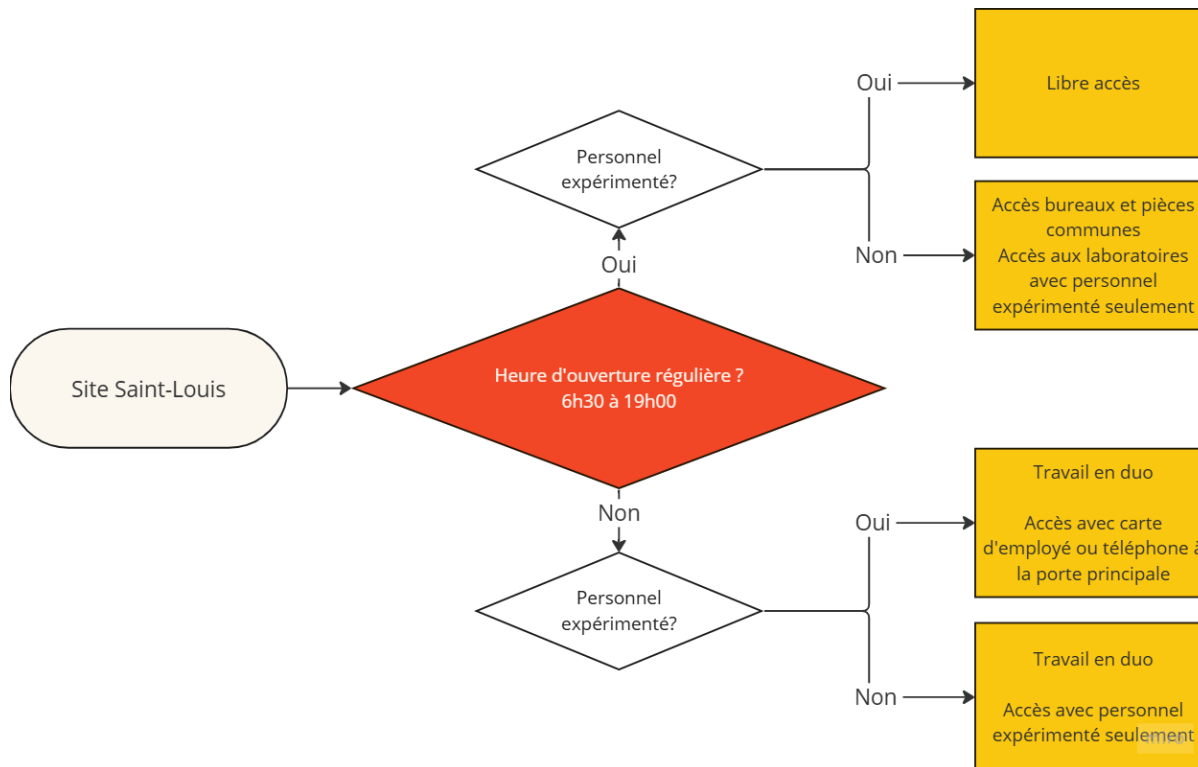 Oui
Libre accès
Personnel
expérimenté?
Accès bureaux et pièces
communes
Accès aux laboratoires
avec personnel
expérimenté seulement
Non
Oui
Site Saint-Louis
Heure d'ouverture régulière ?
6h30 à 19h00
Non
Travail en duo
Oui
Accès avec carte
d'employé ou téléphone à
la porte principale
Personnel
expérimenté?
Travail en duo
Non
Accès avec personnel
expérimenté seulement